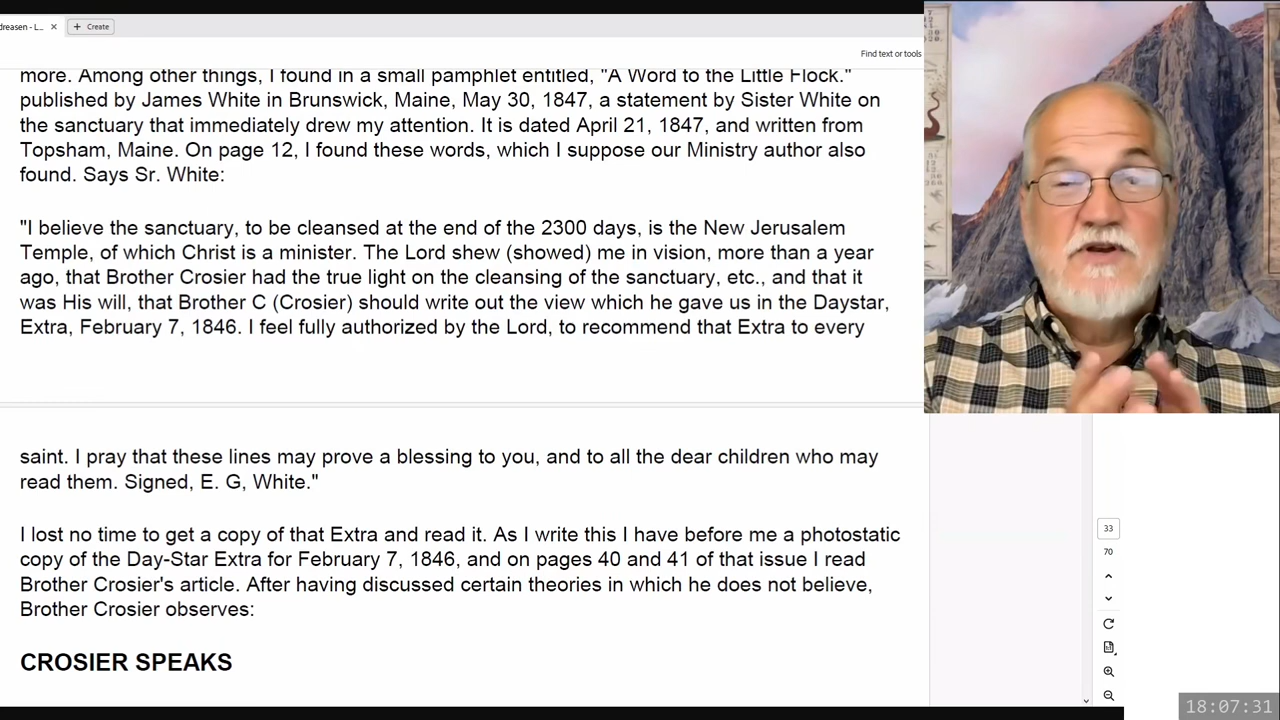 dreasen - L...
Create
Find text or tools
more. Among other things, I found in a small pamphlet entitled, "A Word to the Little Flock."
published by James White in Brunswick, Maine, May 30, 1847, a statement by Sister White on
the sanctuary that immediately drew my attention. It is dated April 21, 1847, and written from
Topsham, Maine. On page 12, I found these words, which I suppose our Ministry author also
found. Says Sr. White:
"I believe the sanctuary, to be cleansed at the end of the 2300 days, is the New Jerusalem
Temple, of which Christ is a minister. The Lord shew (showed) me in vision, more than a year
ago, that Brother Crosier had the true light on the cleansing of the sanctuary, etc., and that it
was His will, that Brother C (Crosier) should write out the view which he gave us in the Daystar,
Extra, February 7, 1846. I feel fully authorized by the Lord, to recommend that Extra to every
saint. I pray that these lines may prove a blessing to you, and to all the dear children who may
read them. Signed, E. G, White."
I lost no time to get a copy of that Extra and read it. As I write this I have before me a photostatic
copy of the Day-Star Extra for February 7, 1846, and on pages 40 and 41 of that issue I read
Brother Crosier's article. After having discussed certain theories in which he does not believe,
Brother Crosier observes:
CROSIER SPEAKS
33
70
18:07:31